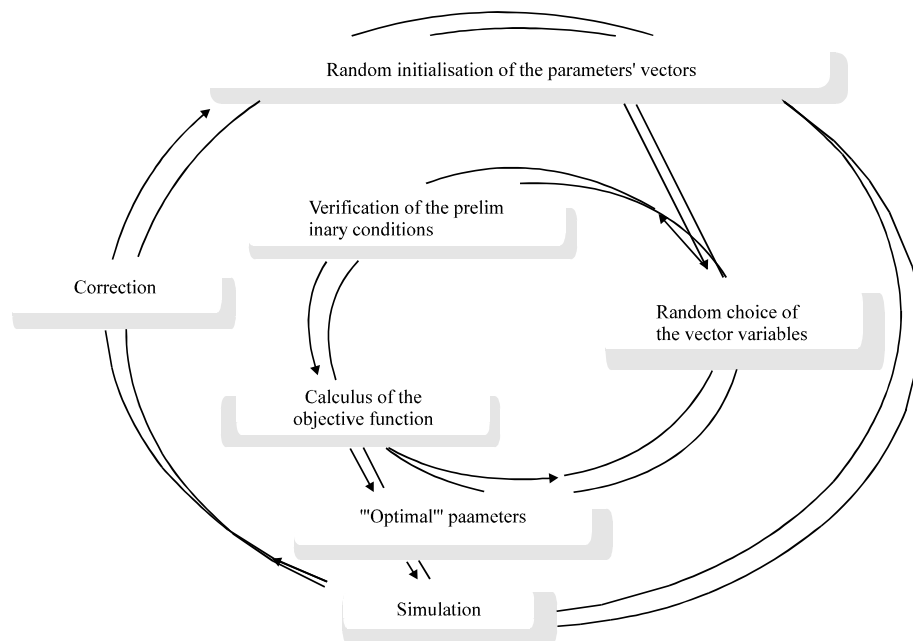 Random initialisation of the parameters' vectors
Verification of the prelim
inary conditions
Correction
Random choice of
the vector variables
Calculus of the
objective function
'"Optimal'" paameters
Simulation